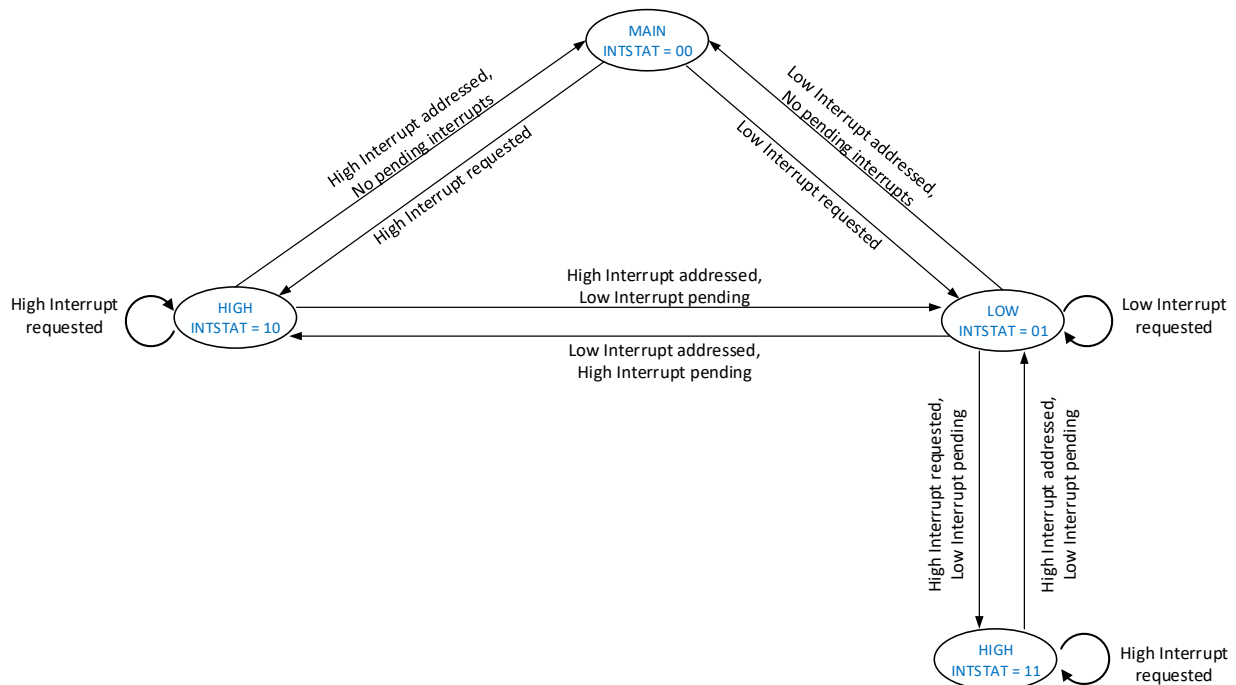 MAIN
INTSTAT = 00
High Interrupt addressed,
No pending interrupts
High Interrupt requested
Low Interrupt requested
Low Interrupt addressed,
No pending interrupts
High Interrupt
requested
HIGH
INTSTAT = 10
High Interrupt addressed,
Low Interrupt pending
Low Interrupt addressed,
High Interrupt pending
LOW
INTSTAT = 01
Low Interrupt
requested
High Interrupt requested,
Low Interrupt pending
High Interrupt addressed,
Low Interrupt pending
HIGH
INTSTAT = 11
High Interrupt
requested